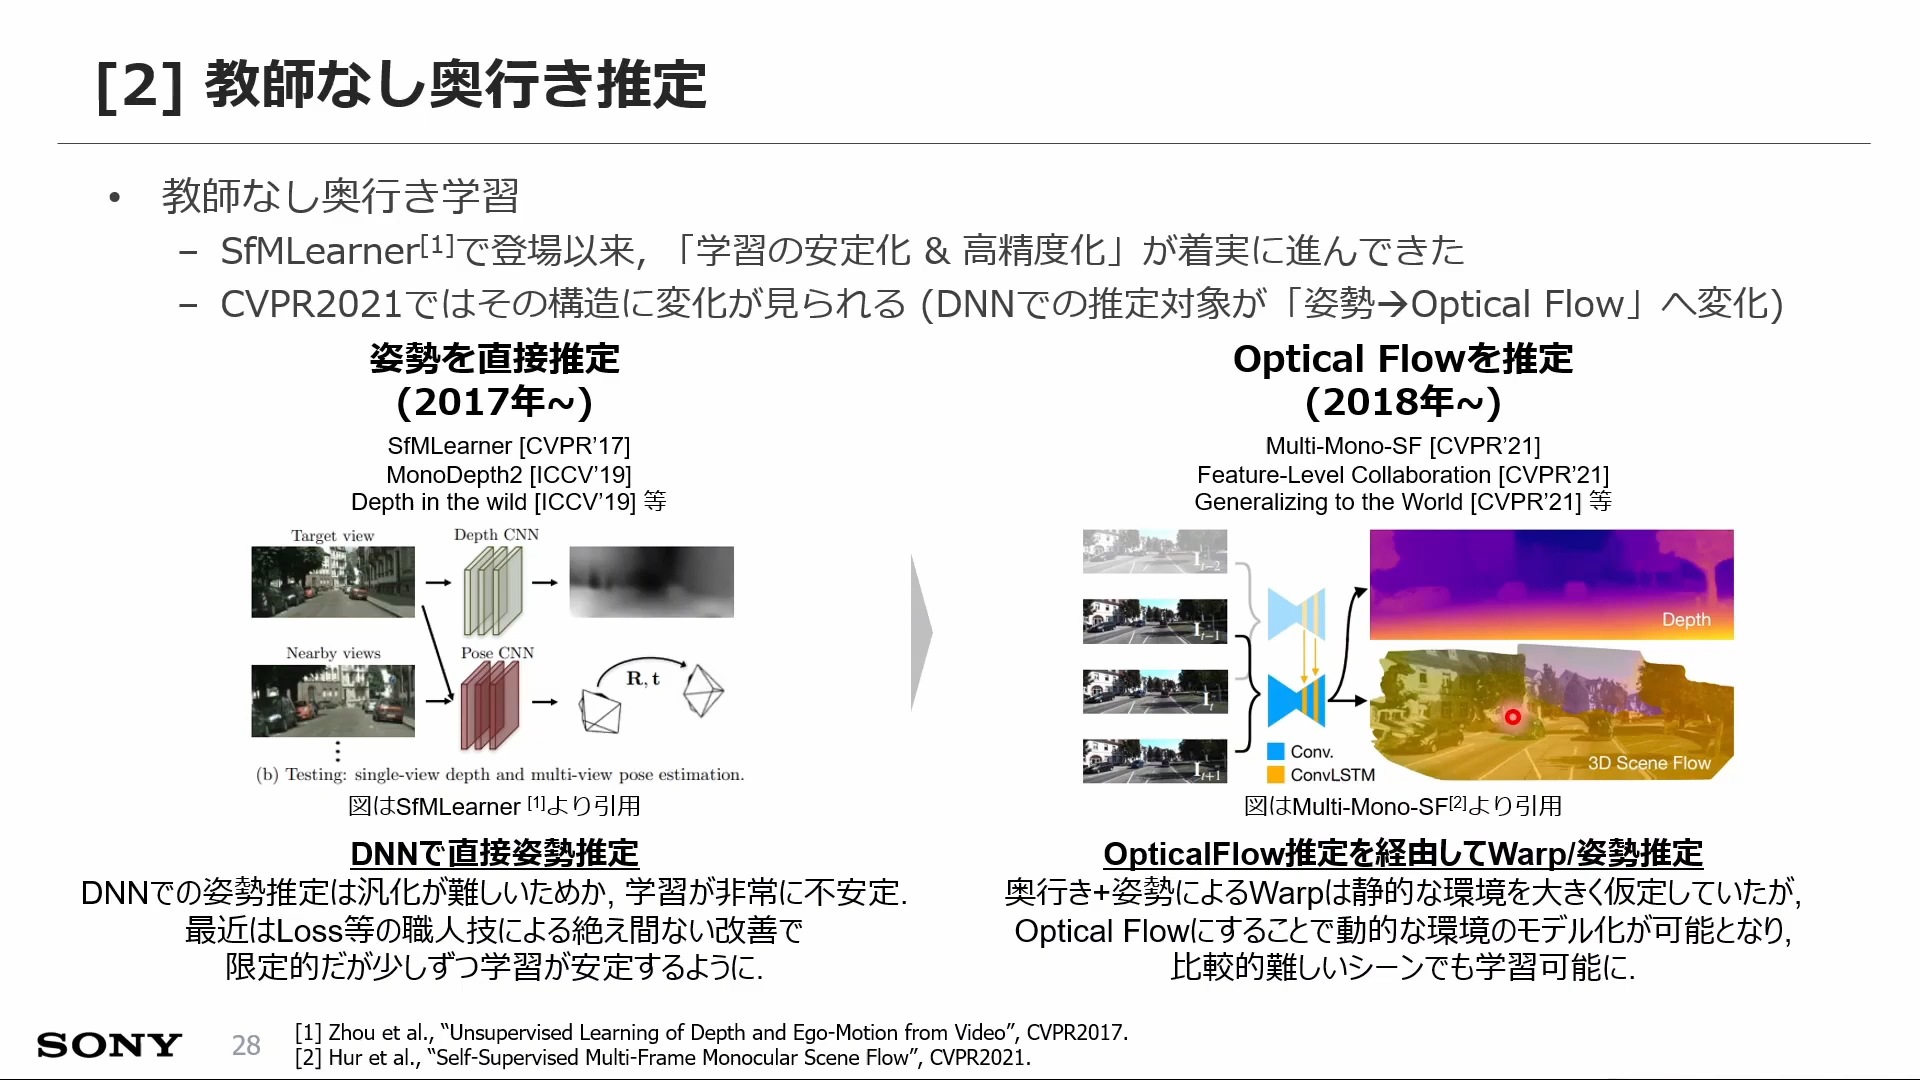 [2] 教師なし奥行き推定
• 教師なし奥行き学習
– SfMLearner[1]で登場以来, 「学習の安定化 & 高精度化」が着実に進んできた
– CVPR2021ではその構造に変化が見られる (DNNでの推定対象が「姿勢→Optical Flow」へ変化)
姿勢を直接推定
(2017年~)
SfMLearner [CVPR’17]
MonoDepth2 [ICCV’19]
Depth in the wild [ICCV’19] 等
Target view
Depth CNN
Nearby views
Pose CNN
R, t
(b) Testing: single-view depth and multi-view pose estimation.
図はSfMLearner [1]より引用
DNNで直接姿勢推定
DNNでの姿勢推定は汎化が難しいためか, 学習が非常に不安定.
最近はLoss等の職人技による絶え間ない改善で
限定的だが少しずつ学習が安定するように.
Optical Flowを推定
(2018年~)
Multi-Mono-SF [CVPR’21]
Feature-Level Collaboration [CVPR’21]
Generalizing to the World [CVPR’21] 等
It−2
It−1
It
It+1
Conv.
ConvLSTM
Depth
3D Scene Flow
図はMulti-Mono-SF[2]より引用
OpticalFlow推定を経由してWarp/姿勢推定
奥行き+姿勢によるWarpは静的な環境を大きく仮定していたが,
Optical Flowにすることで動的な環境のモデル化が可能となり,
比較的難しいシーンでも学習可能に.
SONY
28
[1] Zhou et al., “Unsupervised Learning of Depth and Ego-Motion from Video”, CVPR2017.
[2] Hur et al., “Self-Supervised Multi-Frame Monocular Scene Flow”, CVPR2021.